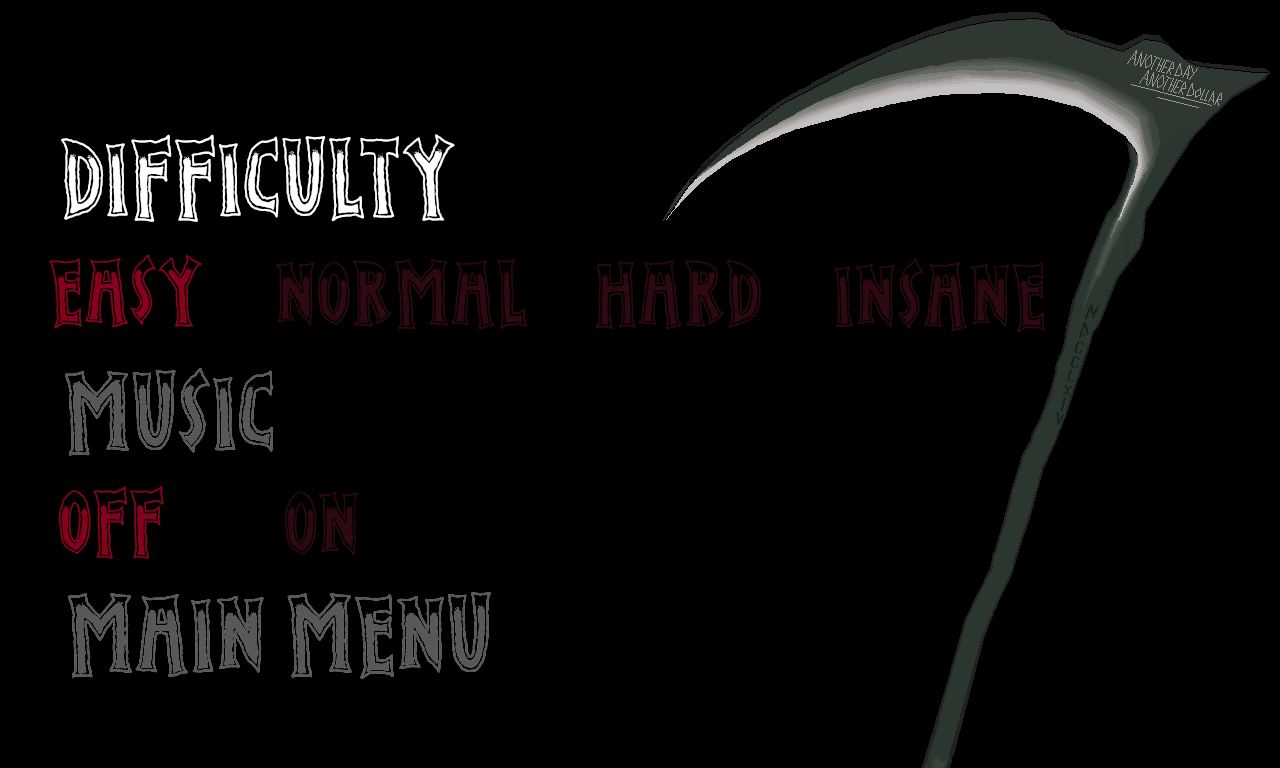 ANOTHER DAY
ANOTHER DOLLAR
DIFFICULTY
EASY NORMAL HARD INSANE
MUSIC
OFF ON
MAIN MENU